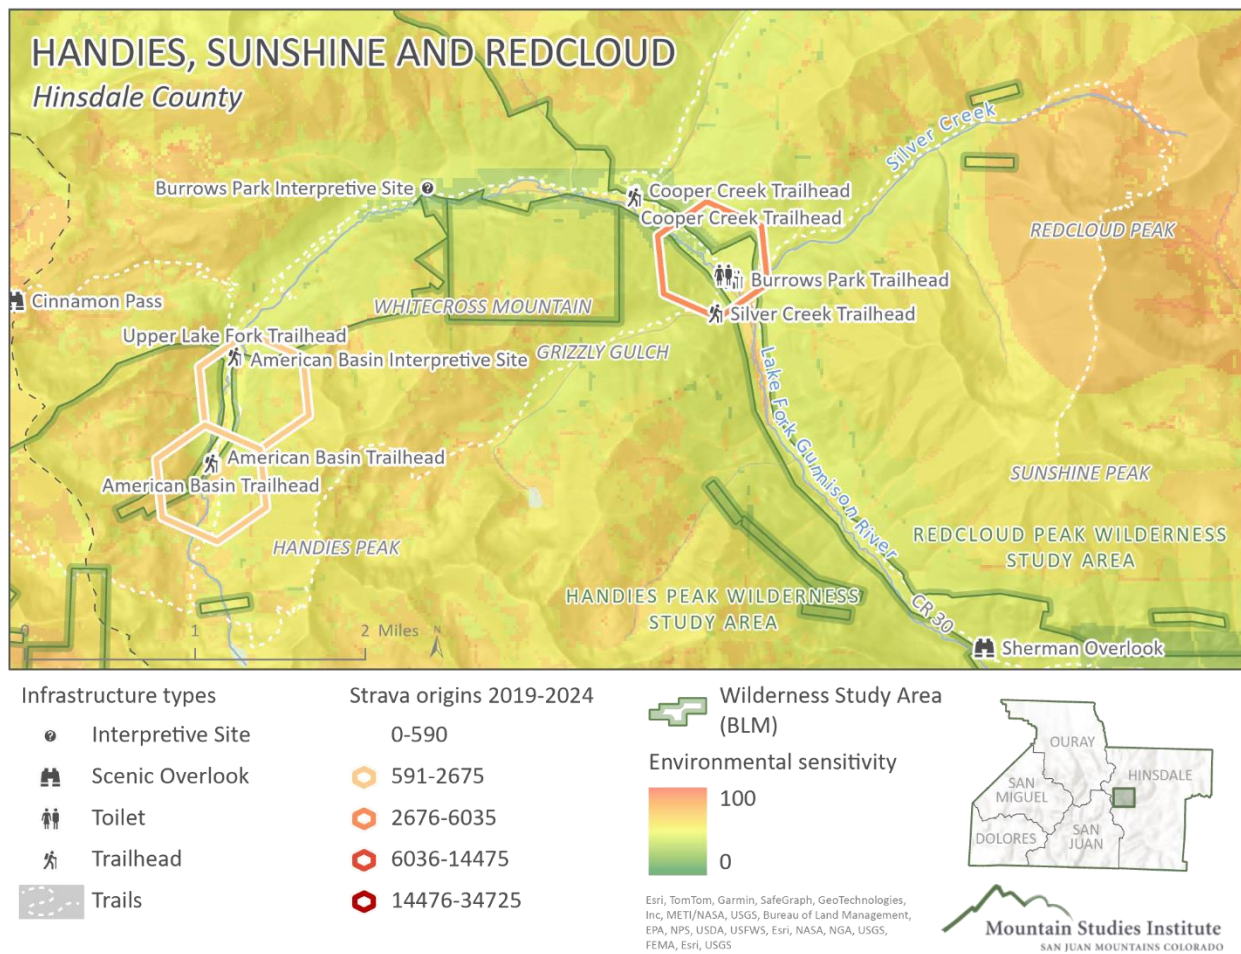 HANDIES, SUNSHINE AND REDCLOUD
Hinsdale County
Silver Creek
Burrows Park Interpretive Site
Cooper Creek Trailhead
Cooper Creek Trailhead
REDCLOUD PEAK
Burrows Park Trailhead
Cinnamon Pass
WHITECROSS MOUNTAIN
Silver Creek Trailhead
Upper Lake Fork Trailhead
American Basin Interpretive Site
GRIZZLY GULCH
Lake Fork Gunnison River
American Basin Trailhead
American Basin Trailhead
SUNSHINE PEAK
HANDIES PEAK
REDCLOUD PEAK WILDERNESS
STUDY AREA
HANDIES PEAK WILDERNESS
STUDY AREA
CR 30
0 1 2 Miles
N
Sherman Overlook
Infrastructure types
Interpretive Site
Scenic Overlook
Toilet
Trailhead
Trails
Strava origins 2019-2024
0-590
591-2675
2676-6035
6036-14475
14476-34725
Wilderness Study Area
(BLM)
Environmental sensitivity
100
0
Esri, TomTom, Garmin, SafeGraph, GeoTechnologies,
Inc, METI/NASA, USGS, Bureau of Land Management,
EPA, NPS, USDA, USFWS, Esri, NASA, NGA, USGS,
FEMA, Esri, USGS
OURAY
HINSDALE
SAN
MIGUEL
DOLORES
SAN
JUAN
Mountain Studies Institute
SAN JUAN MOUNTAINS COLORADO